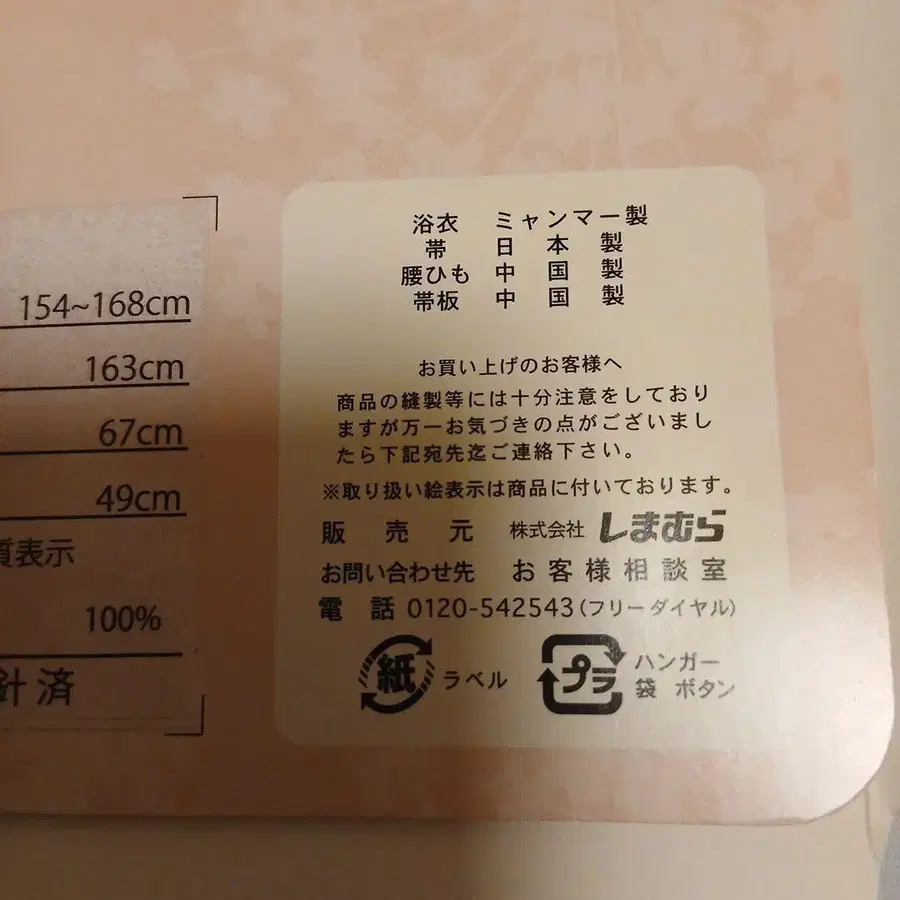 154~168cm
163cm
67cm
49cm
質表示
100%
針済
浴衣 ミャンマー製
帯 日本製
腰ひも 中国製
帯板 中国製
お買い上げのお客様へ
商品の縫製等には十分注意をしており
ますが万一お気づきの点がございまし
たら下記宛先迄ご連絡下さい。
※取り扱い絵表示は商品に付いております。
販売元 株式会社 しまむら
お問い合わせ先 お客様相談室
電話 0120-542543(フリーダイヤル)
紙 ラベル
プラ ハンガー
袋 ボタン